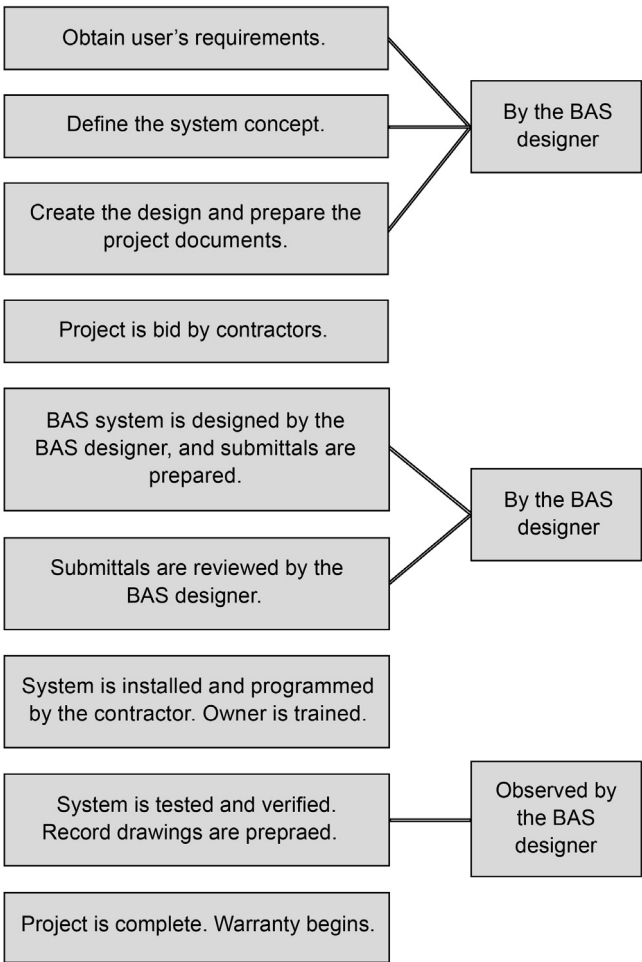 Obtain user's requirements.
Define the system concept.
Create the design and prepare the
project documents.
By the BAS
designer
Project is bid by contractors.
BAS system is designed by the
BAS designer, and submittals are
prepared.
Submittals are reviewed by the
BAS designer.
By the BAS
designer
System is installed and programmed
by the contractor. Owner is trained.
System is tested and verified.
Record drawings are prepraed.
Observed by
the BAS
designer
Project is complete. Warranty begins.